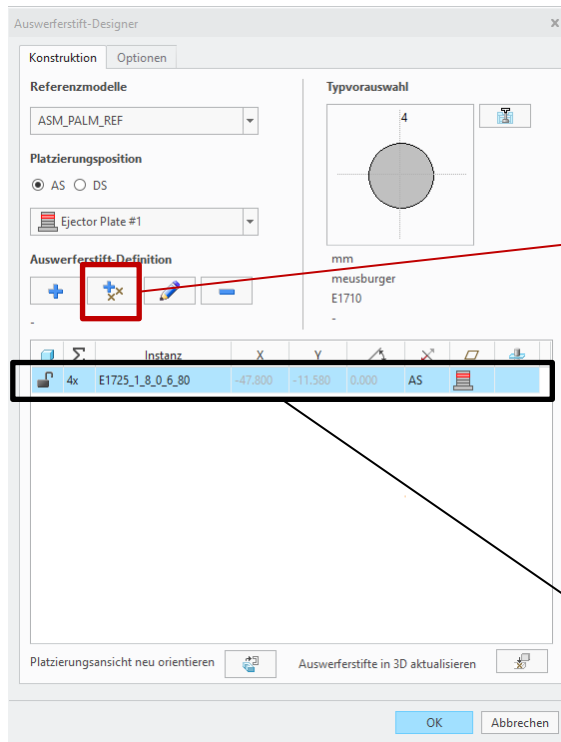 Auswerferstift-Designer x
Konstruktion Optionen
Referenzmodelle
ASM_PALM_REF
Platzierungsposition
AS DS
Ejector Plate #1
Auswerferstift-Definition
-
Typvorauswahl
4
mm
meusburger
E1710
-
Σ Instanz X Y
4x E1725_1_8_0_6_80 -47.800 -11.580 0.000 AS
Platzierungsansicht neu orientieren Auswerferstifte in 3D aktualisieren
OK Abbrechen